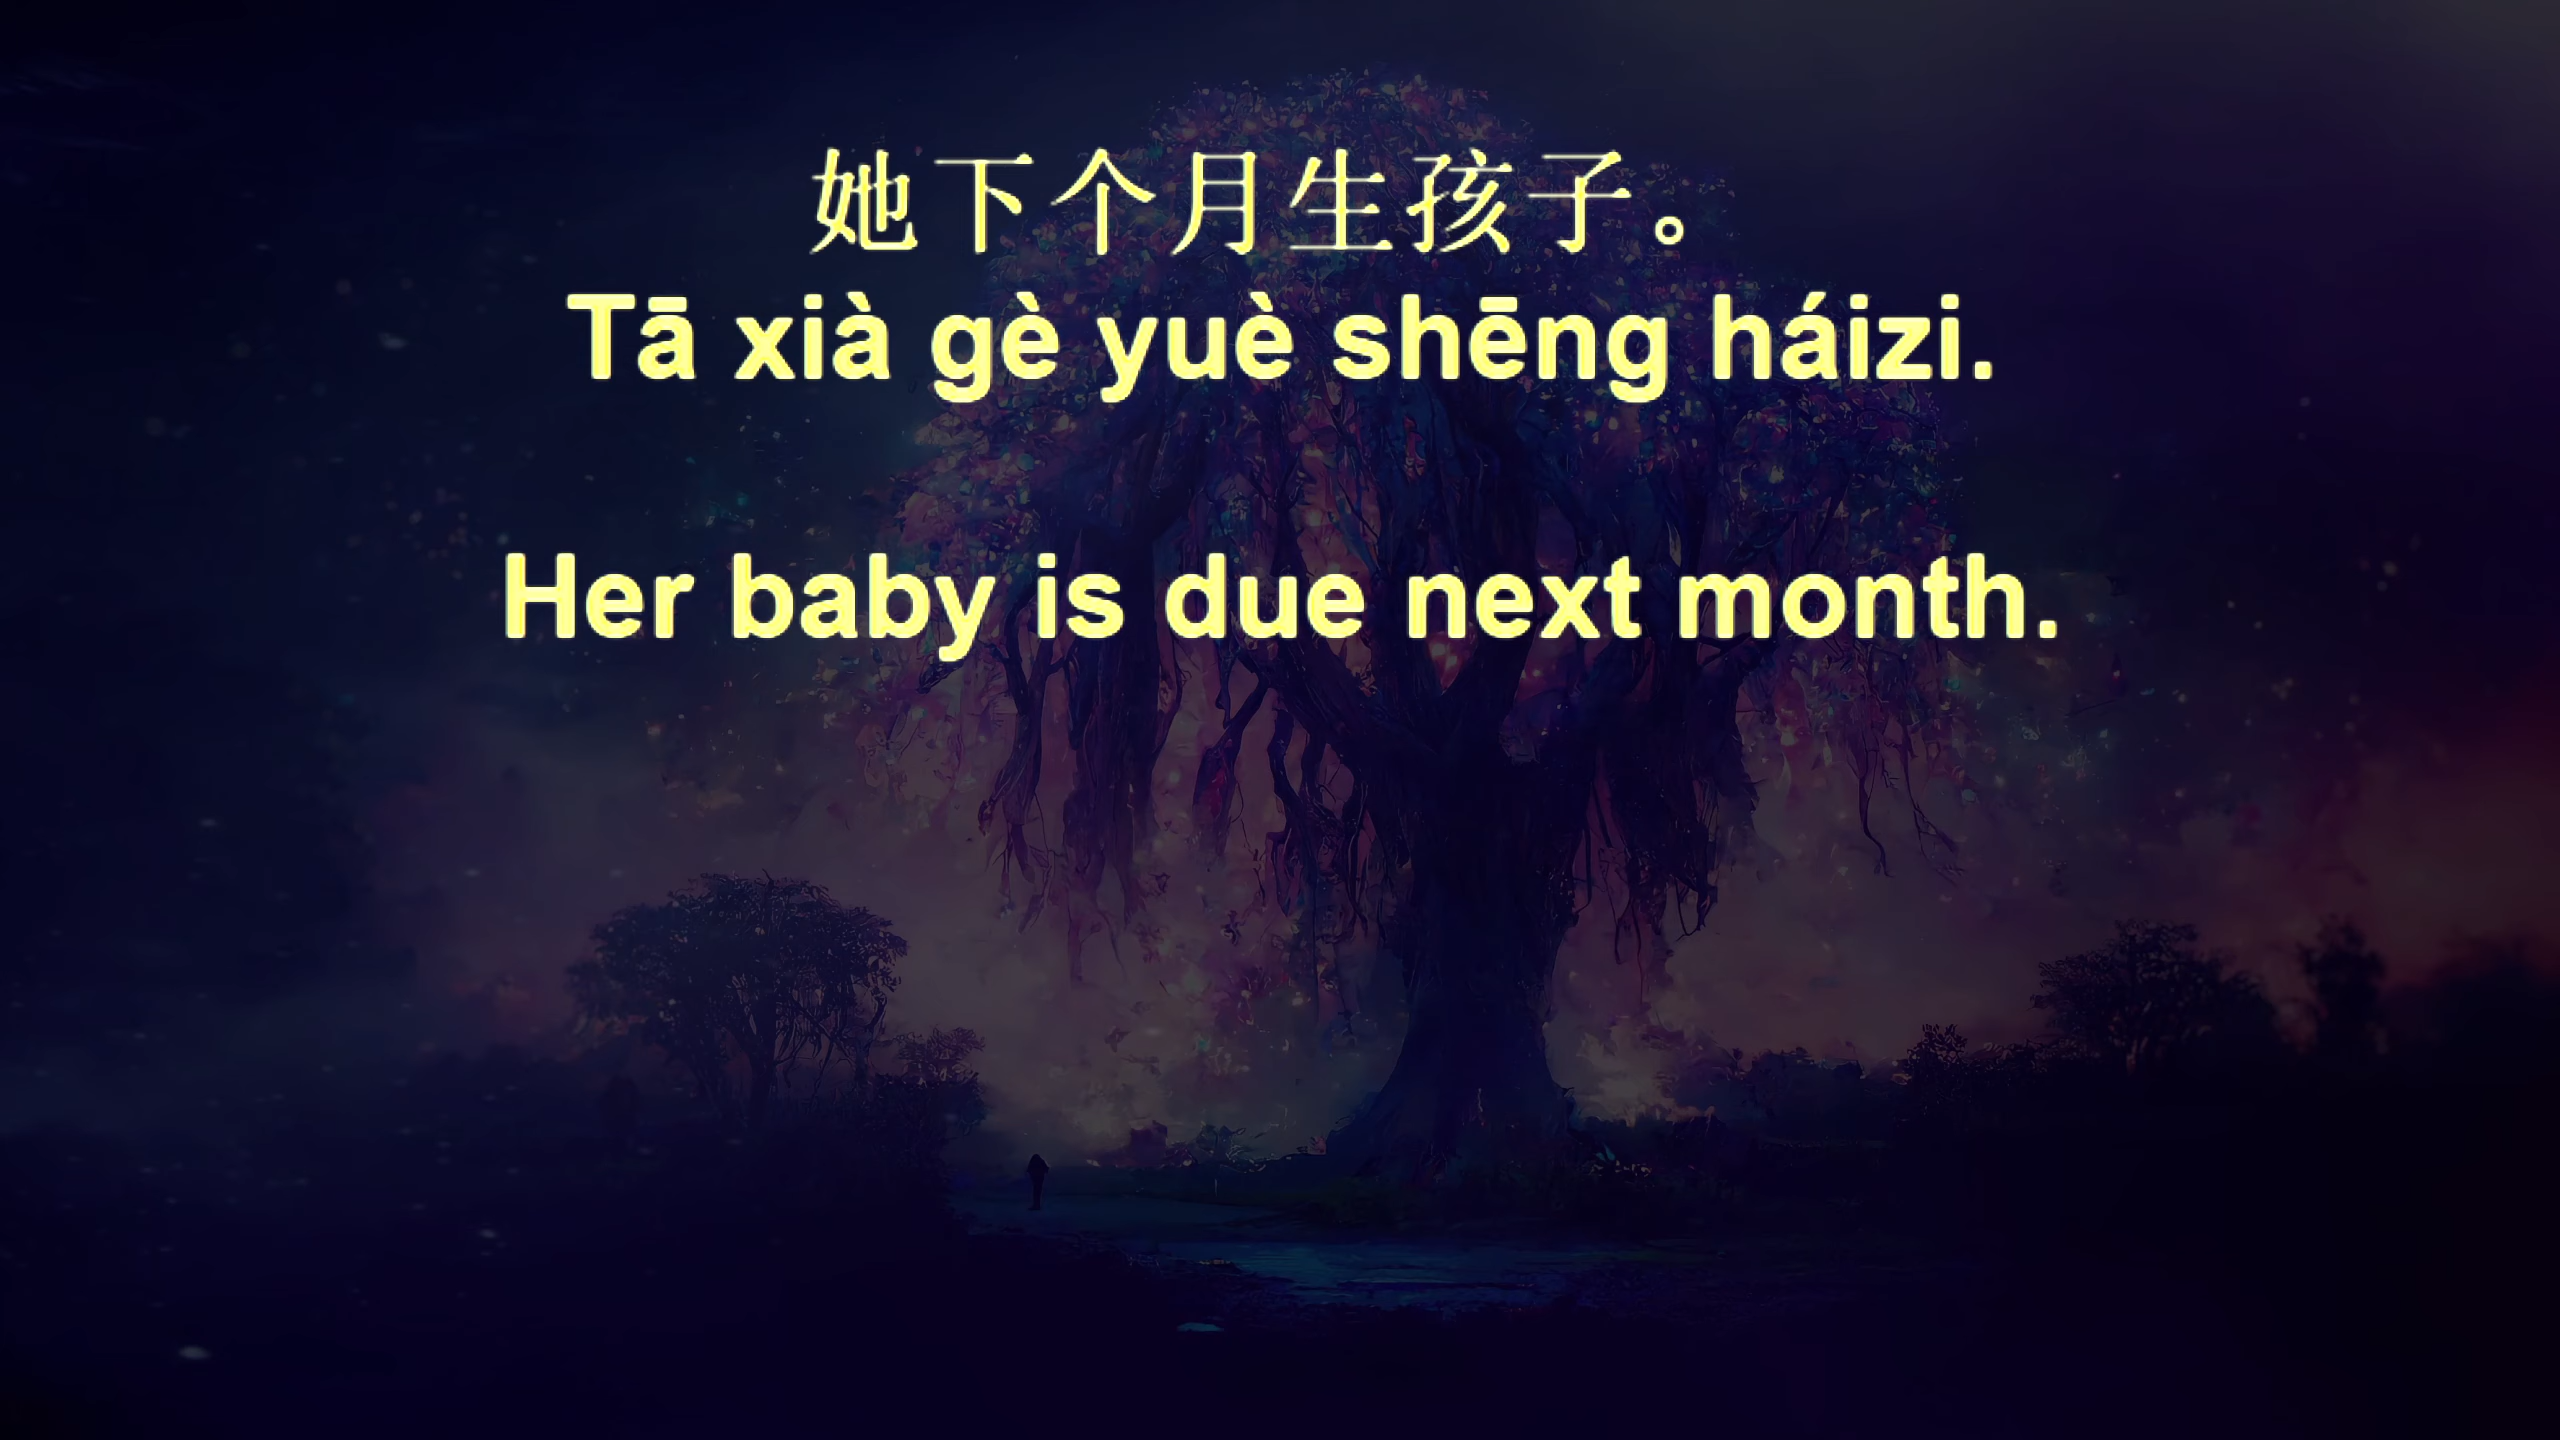 她下个月生孩子。
Tā xià gè yuè shēng háizi.
Her baby is due next month.